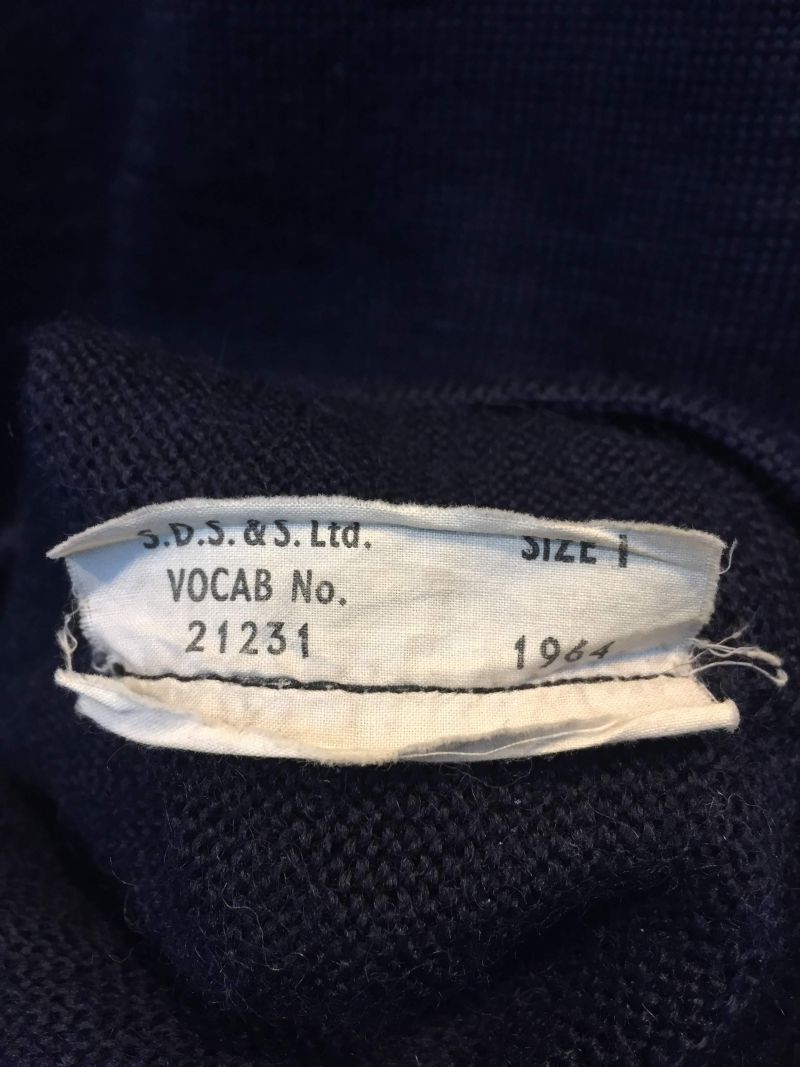 S.D.S. & S. Ltd. SIZE 1
VOCAB No.
21231 1964